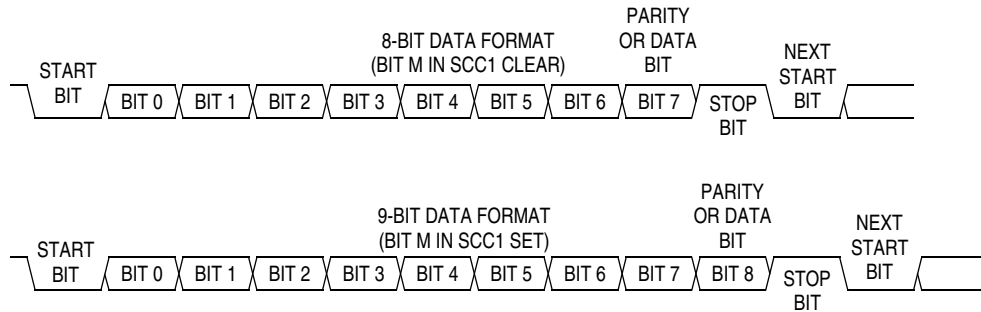 PARITY
OR DATA
BIT
8-BIT DATA FORMAT
(BIT M IN SCC1 CLEAR)
NEXT
START
BIT
START
BIT
BIT 0 BIT 1 BIT 2 BIT 3 BIT 4 BIT 5 BIT 6 BIT 7
STOP
BIT
PARITY
OR DATA
BIT
9-BIT DATA FORMAT
(BIT M IN SCC1 SET)
NEXT
START
BIT
START
BIT
BIT 0 BIT 1 BIT 2 BIT 3 BIT 4 BIT 5 BIT 6 BIT 7 BIT 8
STOP
BIT